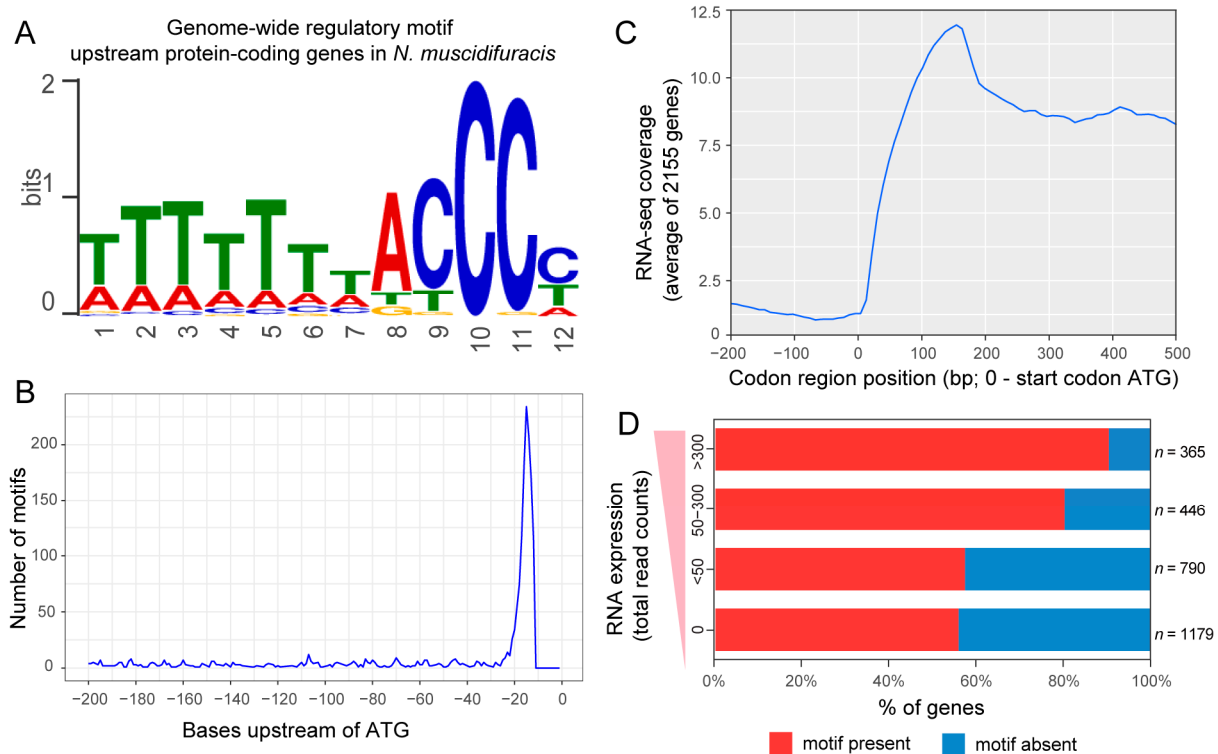 A
Genome-wide regulatory motif
upstream protein-coding genes in N. muscidifuracis
2
1
0
bits
T T T T T T T A C C C C
A A A A A A A T T T
G A
1 2 3 4 5 6 7 8 9 10 11 12
B
Number of motifs
200
150
100
50
0
−200 −180 −160 −140 −120 −100 −80 −60 −40 −20 0
Bases upstream of ATG
C
RNA-seq coverage
(average of 2155 genes)
12.5
10.0
7.5
5.0
2.5
0
−200 −100 0 100 200 300 400 500
Codon region position (bp; 0 - start codon ATG)
D
RNA expression
(total read counts)
>300
n = 365
50−300
n = 446
<50
n = 790
0
n = 1179
0% 20% 40% 60% 80% 100%
% of genes
motif present motif absent